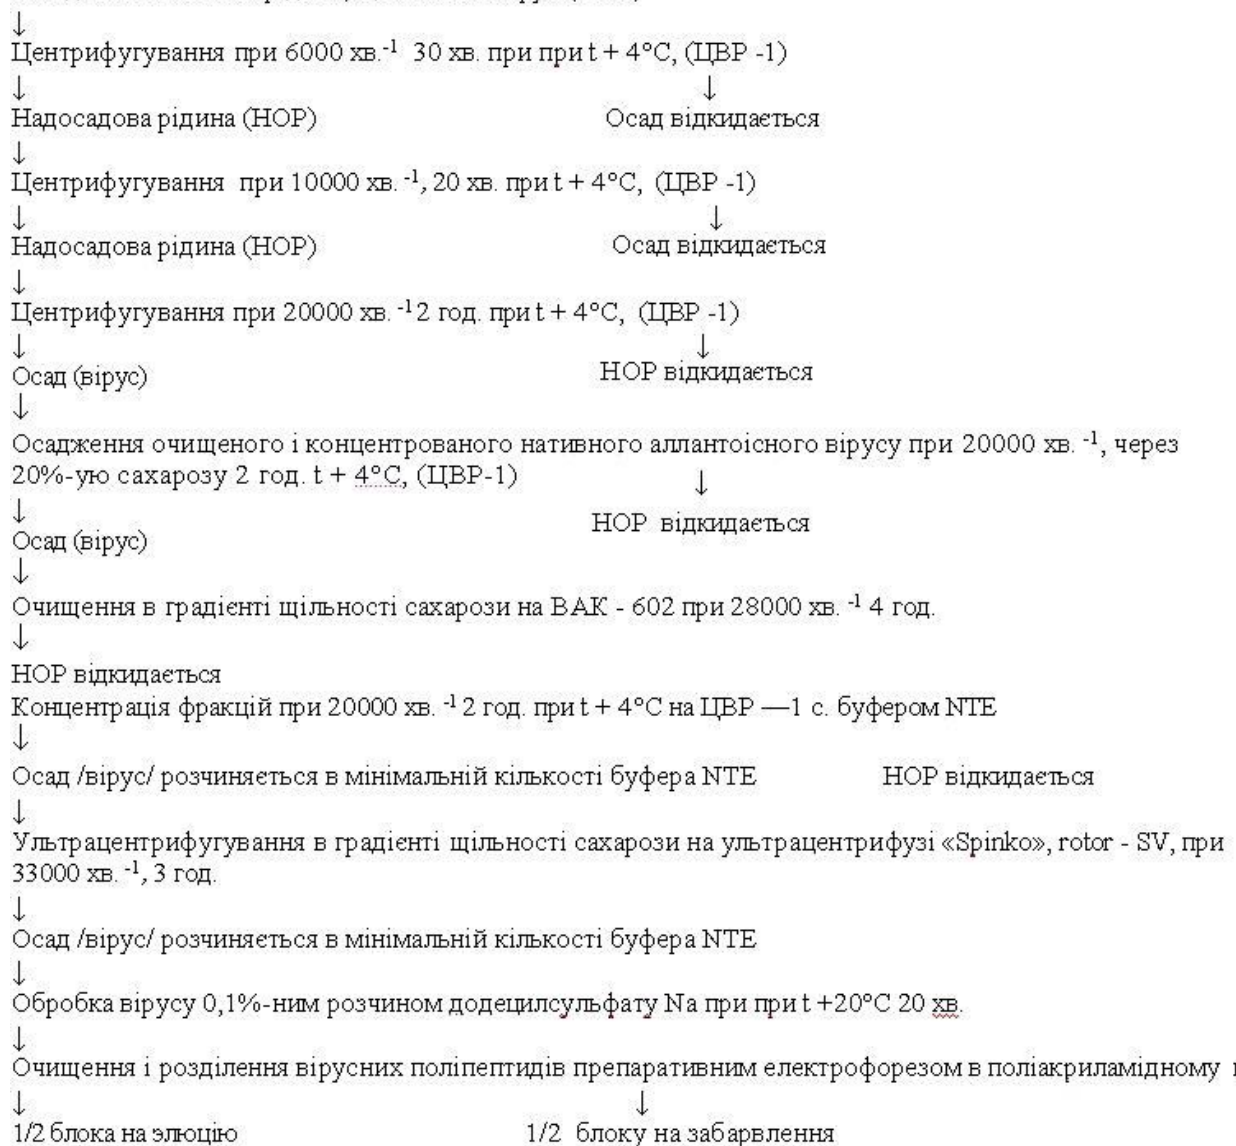 ↓
Центрифугування при 6000 хв.⁻¹ 30 хв. при при t + 4°C, (ЦВР -1)
↓ ↓
Надосадова рідина (НОР) Осад відкидається
↓
Центрифугування при 10000 хв. ⁻¹, 20 хв. при t + 4°C, (ЦВР -1)
↓ ↓
Надосадова рідина (НОР) Осад відкидається
↓
Центрифугування при 20000 хв. ⁻¹ 2 год. при t + 4°C, (ЦВР -1)
↓ ↓
Осад (вірус) НОР відкидається
↓
Осадження очищеного і концентрованого нативного аллантоісного вірусу при 20000 хв. ⁻¹, через
20%-ую сахарозу 2 год. t + 4°C, (ЦВР-1) ↓
↓
Осад (вірус) НОР відкидається
↓
Очищення в градієнті щільності сахарози на ВАК - 602 при 28000 хв. ⁻¹ 4 год.
↓
НОР відкидається
Концентрація фракцій при 20000 хв. ⁻¹ 2 год. при t + 4°C на ЦВР —1 с. буфером NTE
↓
Осад /вірус/ розчиняється в мінімальній кількості буфера NTE НОР відкидається
↓
Ультрацентрифугування в градієнті щільності сахарози на ультрацентрифузі «Spinko», rotor - SV, при
33000 хв. ⁻¹, 3 год.
↓
Осад /вірус/ розчиняється в мінімальній кількості буфера NTE
↓
Обробка вірусу 0,1%-ним розчином додецилсульфату Na при при t +20°C 20 хв.
↓
Очищення і розділення вірусних поліпептидів препаративним електрофорезом в поліакриламідному
↓ ↓
1/2 блока на элюцію 1/2 блоку на забарвлення